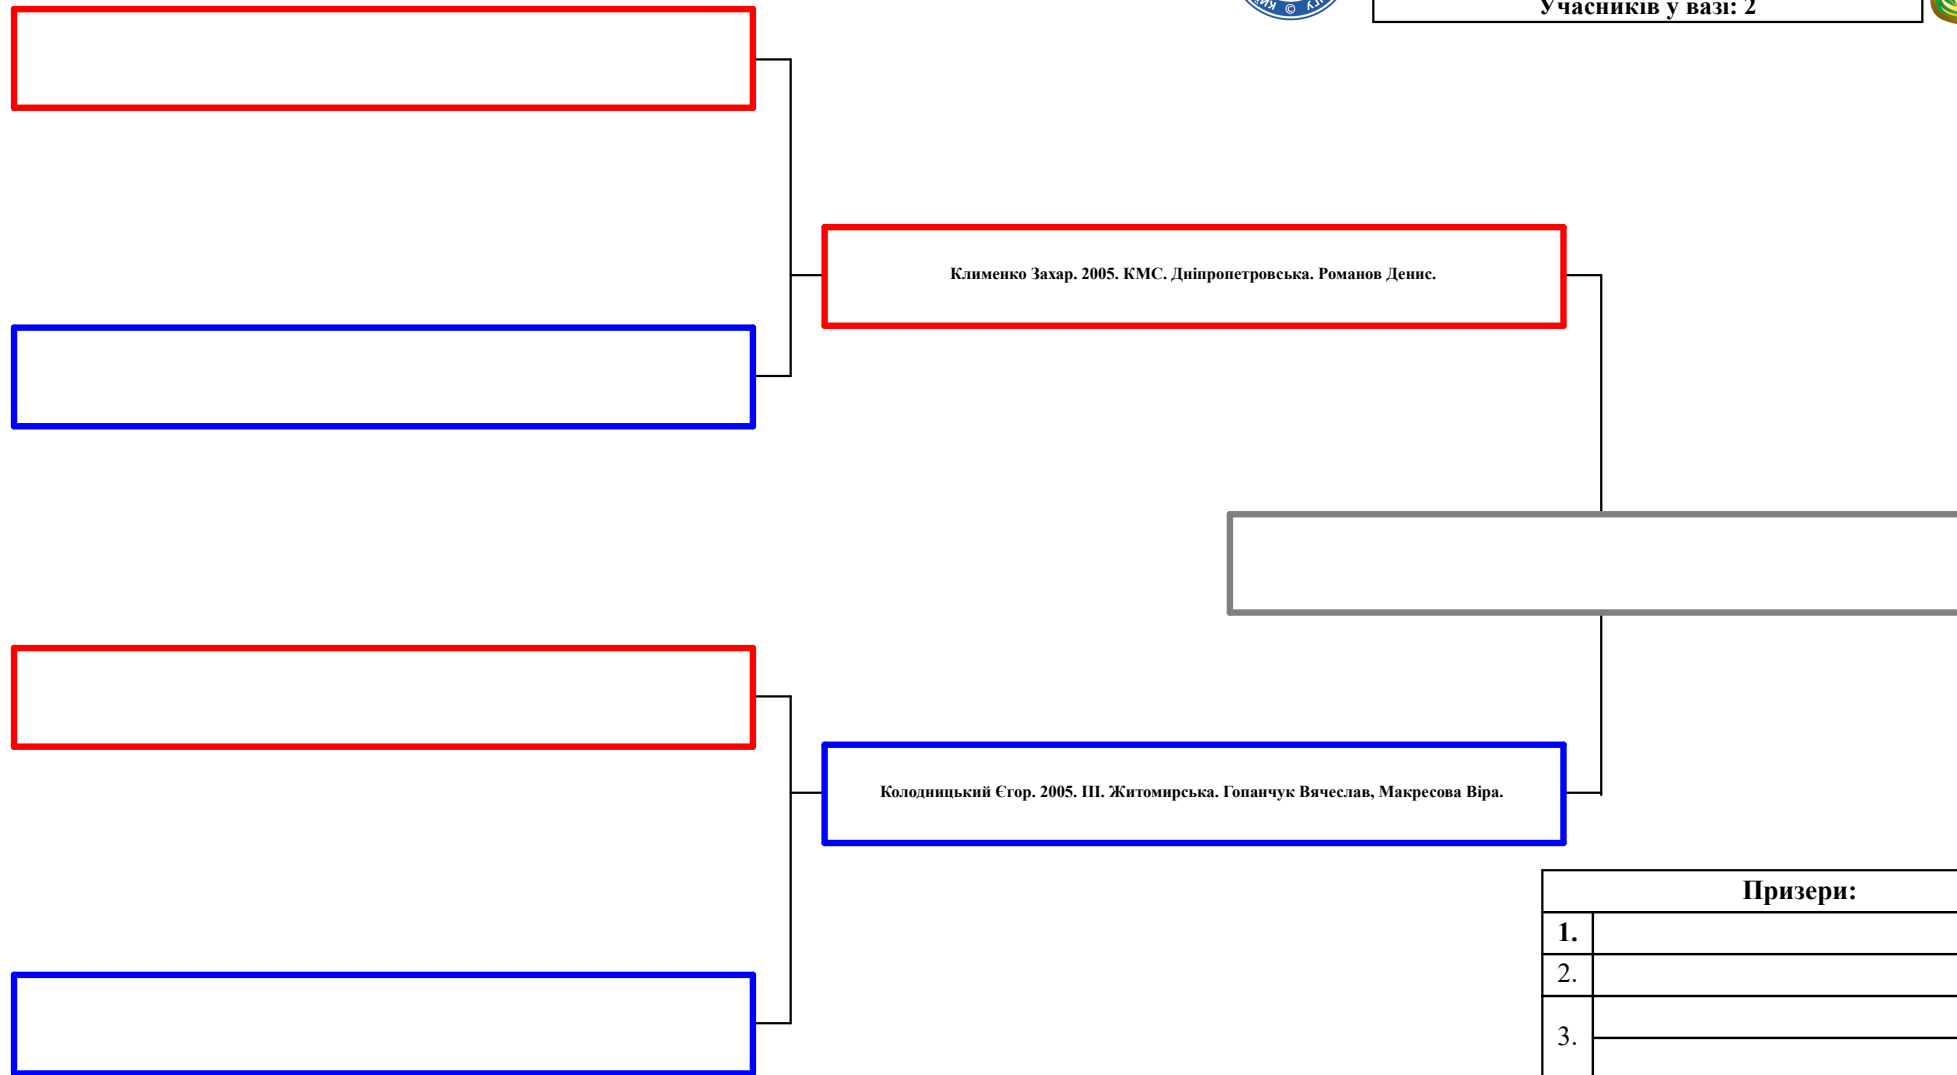 Учасників у вазі: 2
Клименко Захар. 2005. КМС. Дніпропетровська. Романов Денис.
Колодницький Єгор. 2005. ІІІ. Житомирська. Гопанчук Вячеслав, Макресова Віра.
Призери:
1.
2.
3.